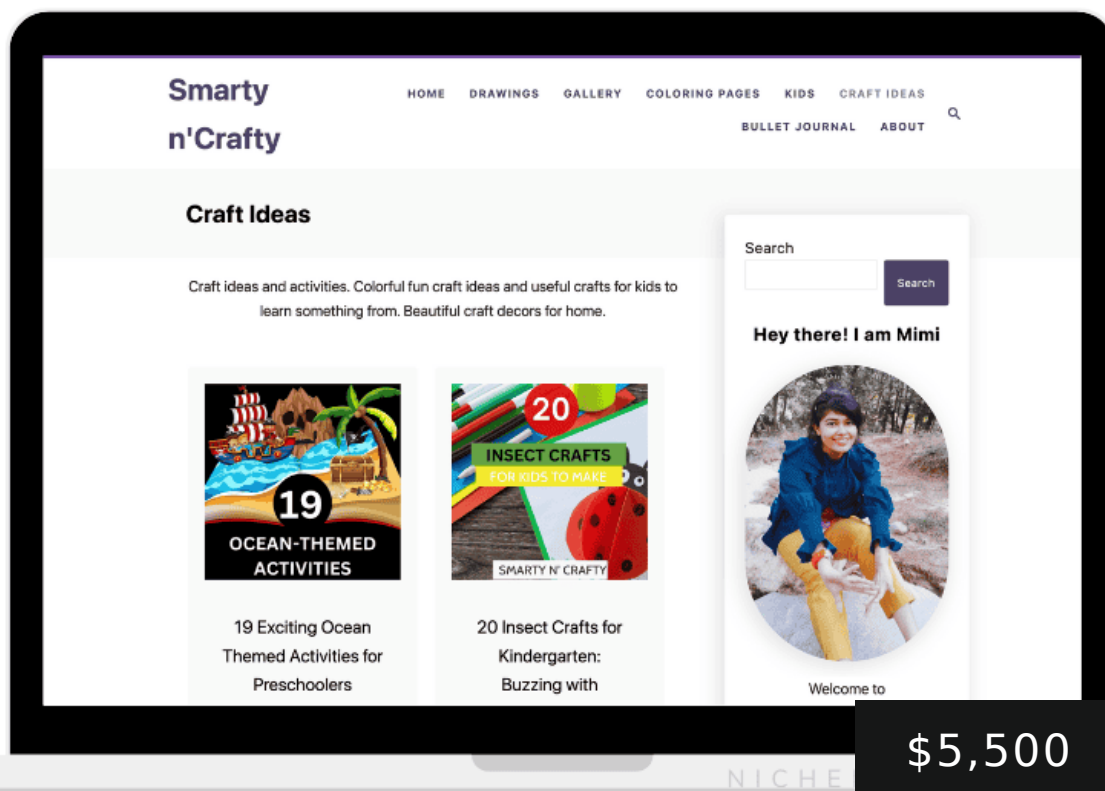 Smarty
n'Crafty
HOME DRAWINGS GALLERY COLORING PAGES KIDS CRAFT IDEAS
BULLET JOURNAL ABOUT
Craft Ideas
Craft ideas and activities. Colorful fun craft ideas and useful crafts for kids to
learn something from. Beautiful craft decors for home.
19
OCEAN-THEMED
ACTIVITIES
19 Exciting Ocean
Themed Activities for
Preschoolers
20
INSECT CRAFTS
FOR KIDS TO MAKE
SMARTY N' CRAFTY
20 Insect Crafts for
Kindergarten:
Buzzing with
Search
Search
Hey there! I am Mimi
Welcome to
$5,500